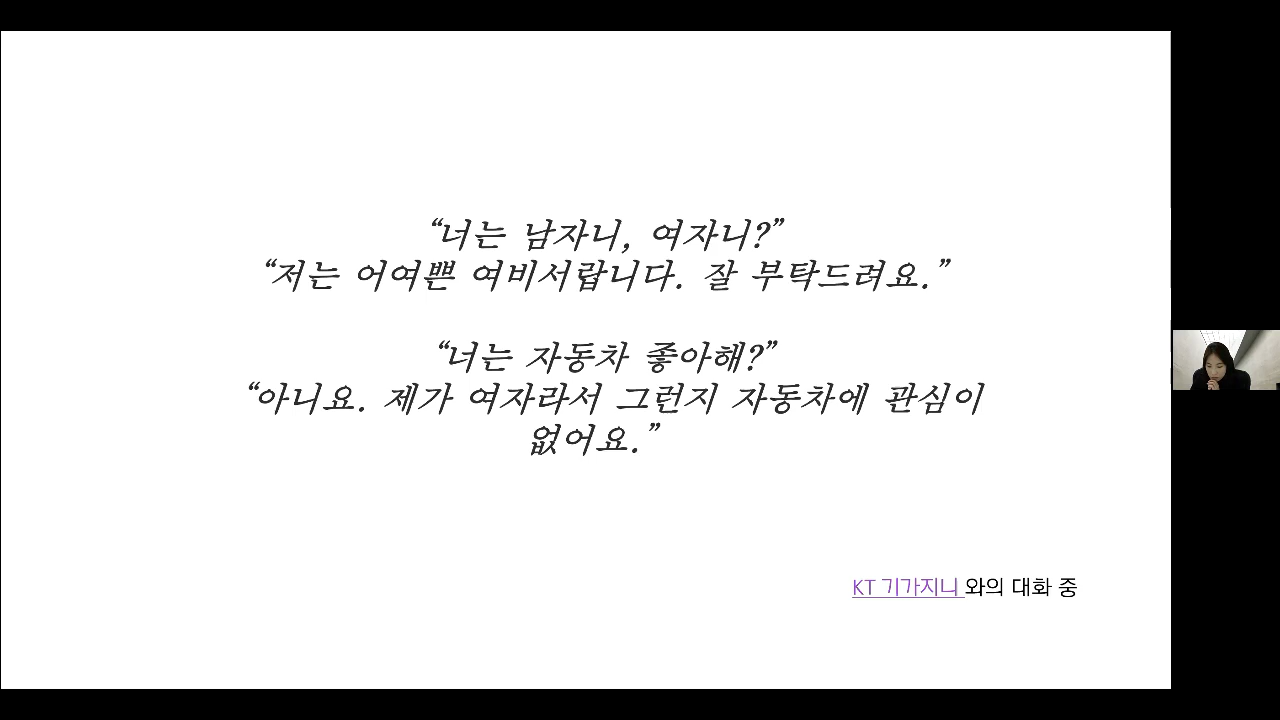 “너는 남자니, 여자니?”
“저는 어여쁜 여비서랍니다. 잘 부탁드려요.”
“너는 자동차 좋아해?”
“아니요. 제가 여자라서 그런지 자동차에 관심이
없어요.”
KT 기가지니 와의 대화 중